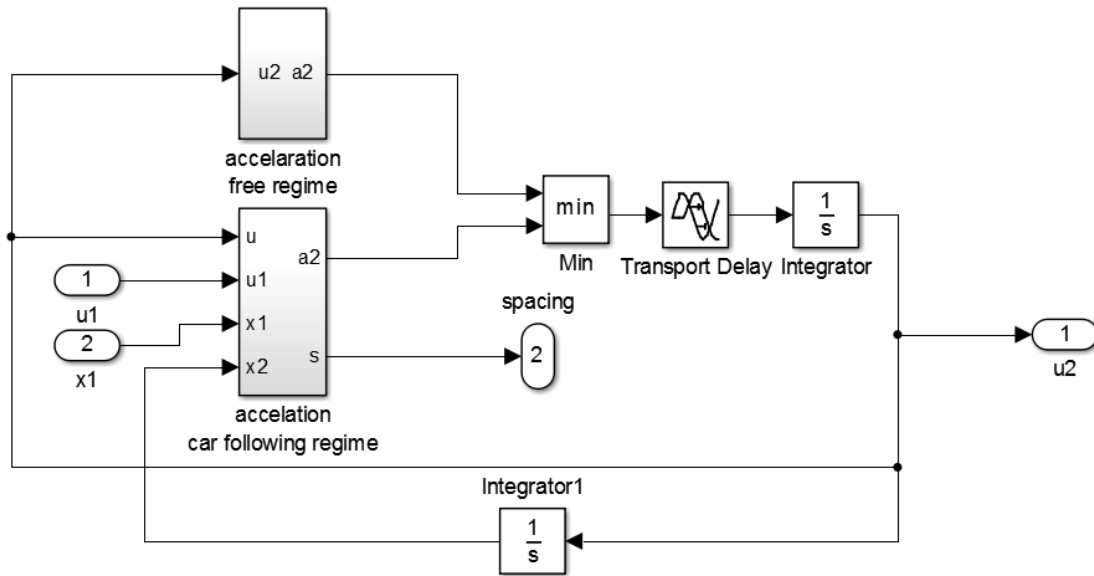 u2 a2
accelaration
free regime
u
u1
x1
x2
a2
s
accelation
car following regime
1
u1
2
x1
min
Min
Transport Delay
1
s
Integrator
spacing
2
1
u2
Integrator1
1
s